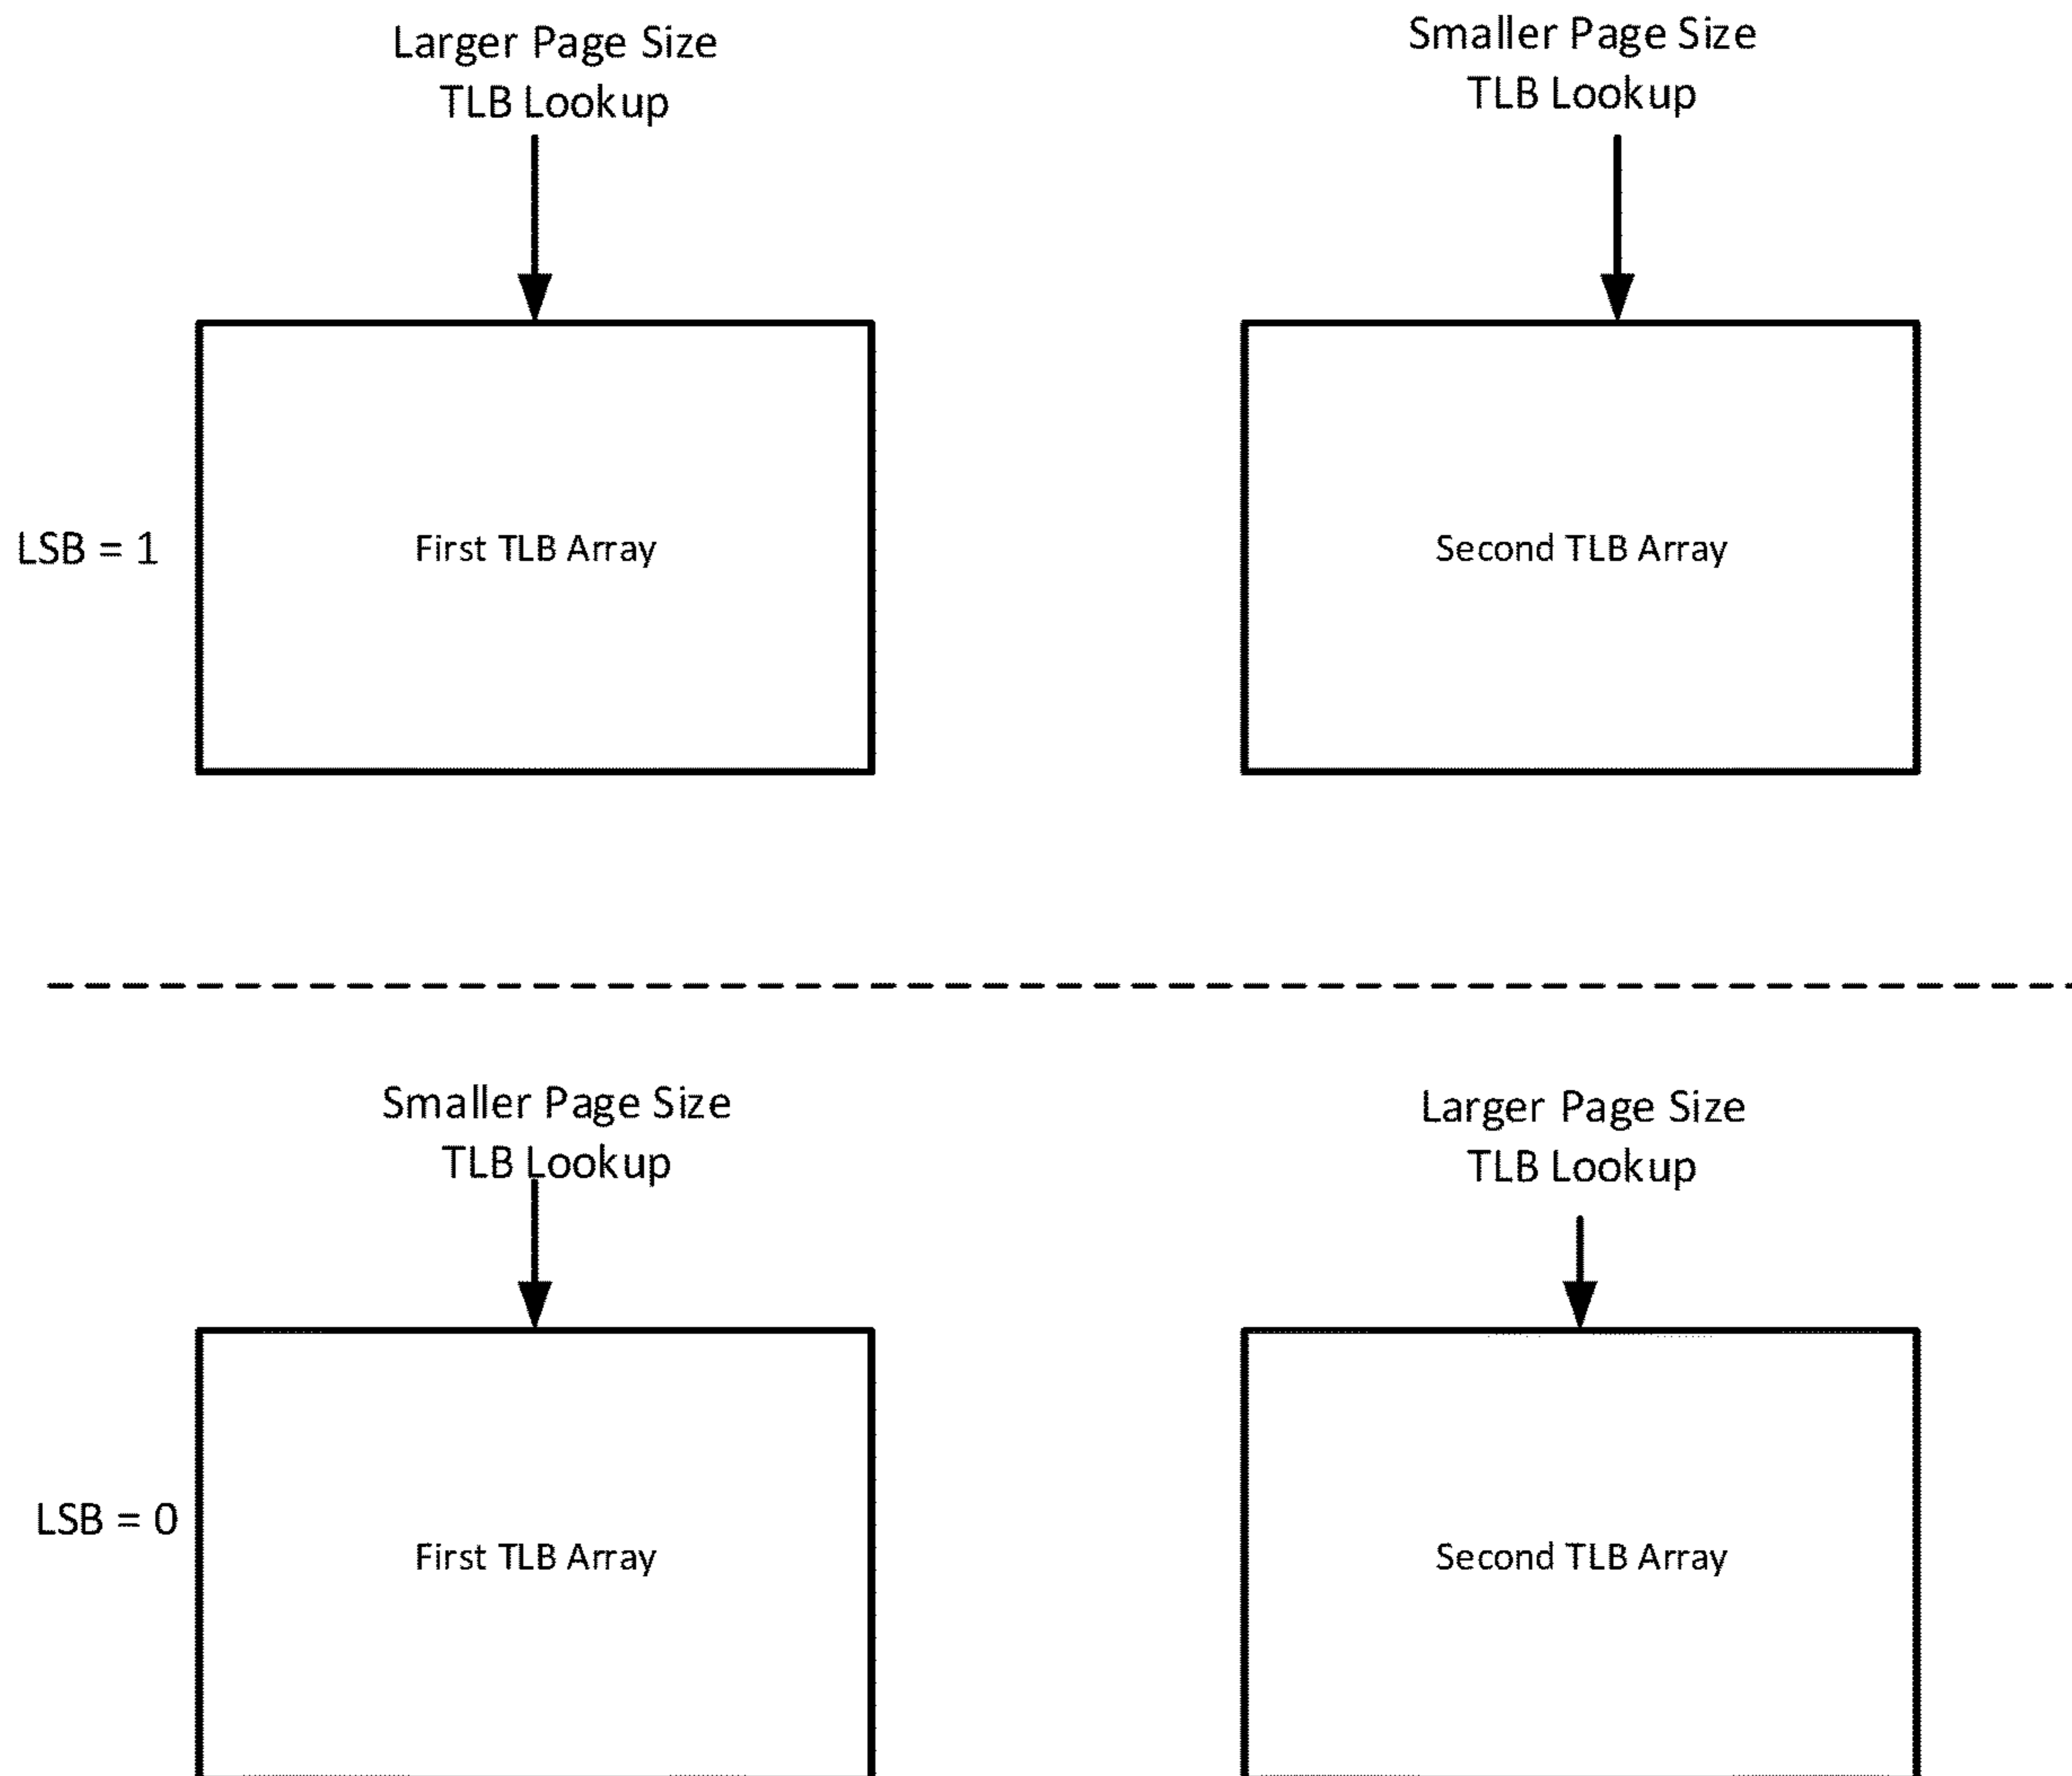 Larger Page Size
TLB Lookup
Smaller Page Size
TLB Lookup
LSB = 1
First TLB Array
Second TLB Array
Smaller Page Size
TLB Lookup
Larger Page Size
TLB Lookup
LSB = 0
First TLB Array
Second TLB Array